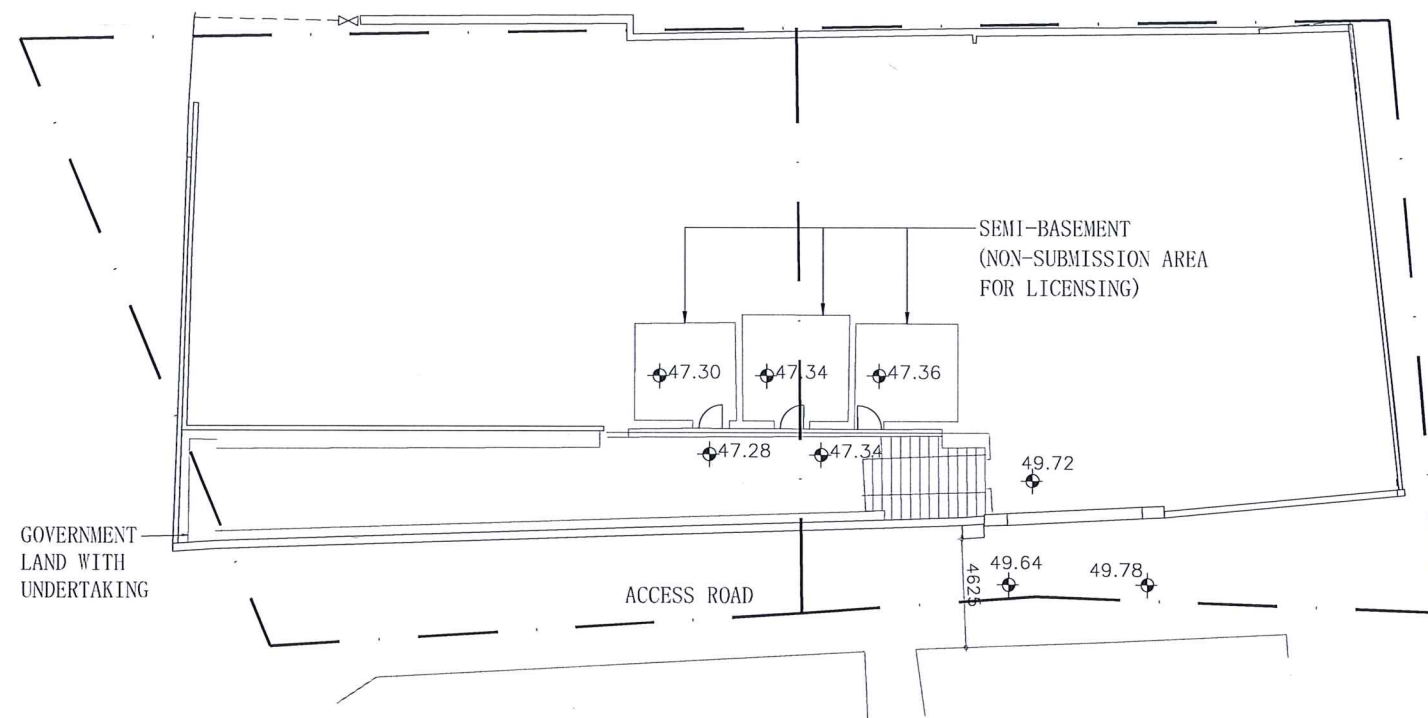 SEMI-BASEMENT
(NON-SUBMISSION AREA
FOR LICENSING)
47.30
47.34
47.36
47.28
47.34
49.72
GOVERNMENT
LAND WITH
UNDERTAKING
ACCESS ROAD
4625
49.64
49.78